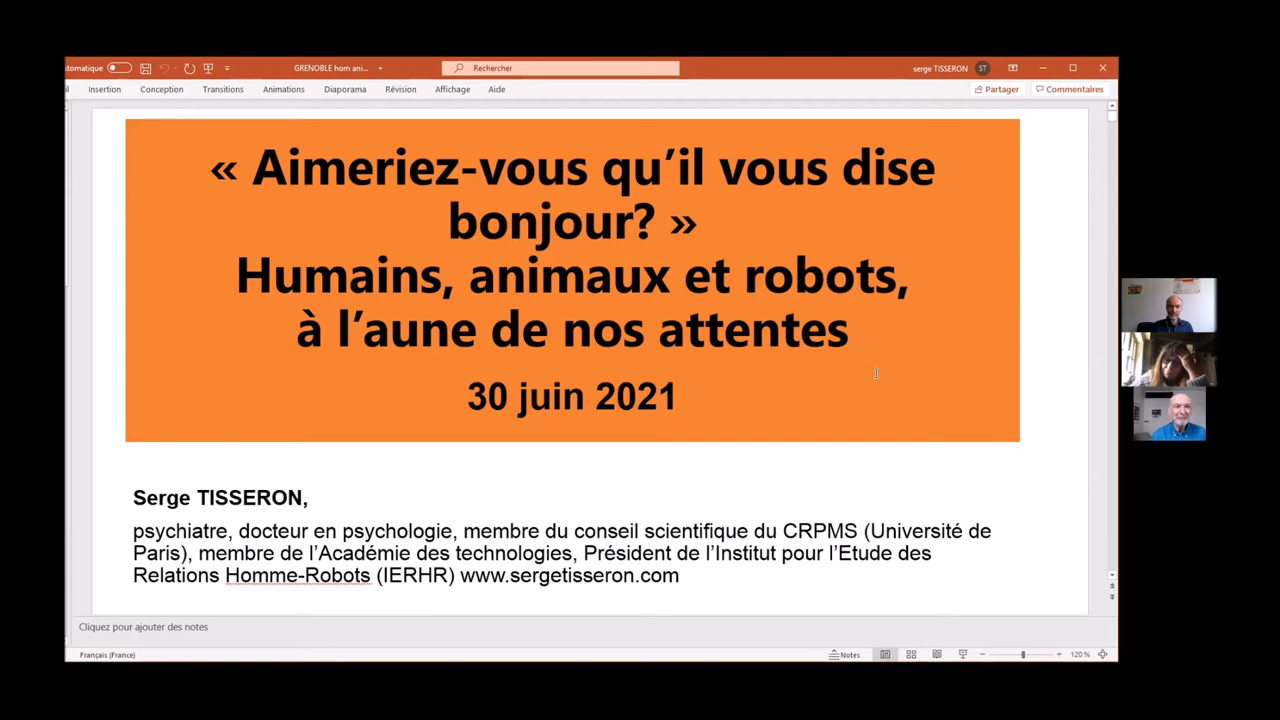 utomatique
GRENOBLE hom ani...
Rechercher
serge TISSERON
ST
Insertion
Conception
Transitions
Animations
Diaporama
Révision
Affichage
Aide
Partager
Commentaires
« Aimeriez-vous qu’il vous dise
bonjour? »
Humains, animaux et robots,
à l’aune de nos attentes
30 juin 2021
Serge TISSERON,
psychiatre, docteur en psychologie, membre du conseil scientifique du CRPMS (Université de
Paris), membre de l’Académie des technologies, Président de l’Institut pour l’Etude des
Relations Homme-Robots (IERHR) www.sergetisseron.com
Cliquez pour ajouter des notes
Français (France)
Notes
120 %